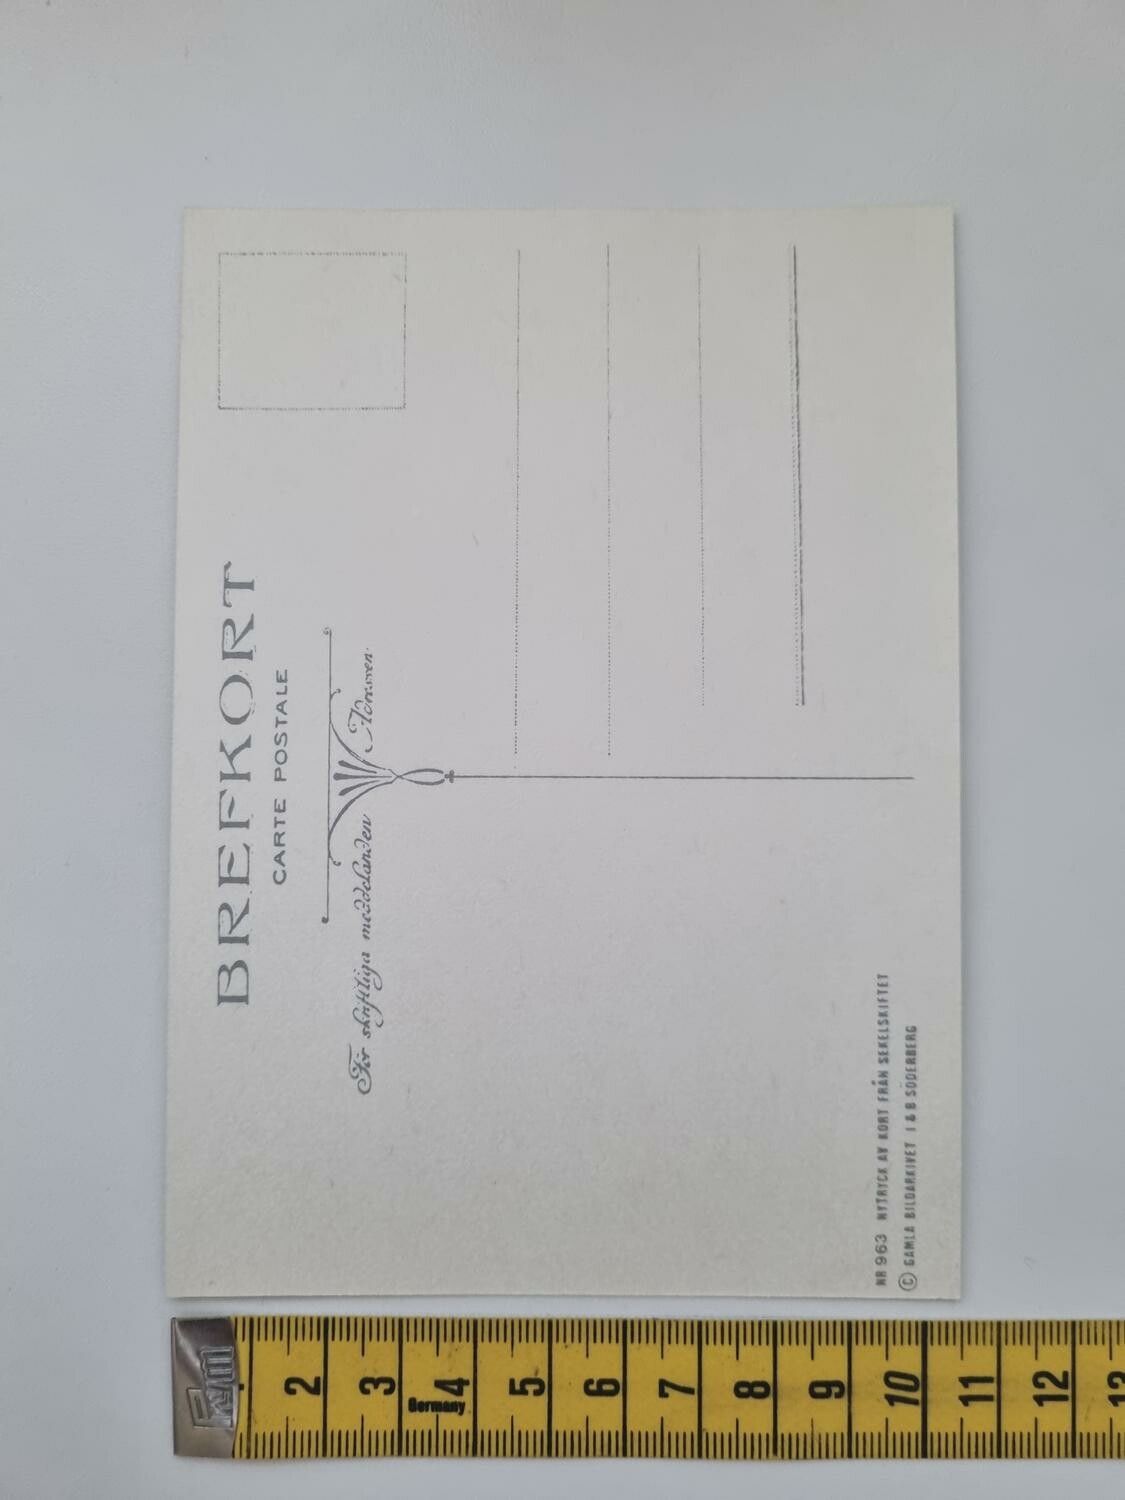 BREFKORT
CARTE POSTALE
För skriftliga meddelanden
Adressen.
NR 963 NYTRYCK AV KORT FRÅN SEKELSKIFTET
© GAMLA BILDARKIVET I & B SÖDERBERG
2 3 4 5 6 7 8 9 10 11 12 13
Germany